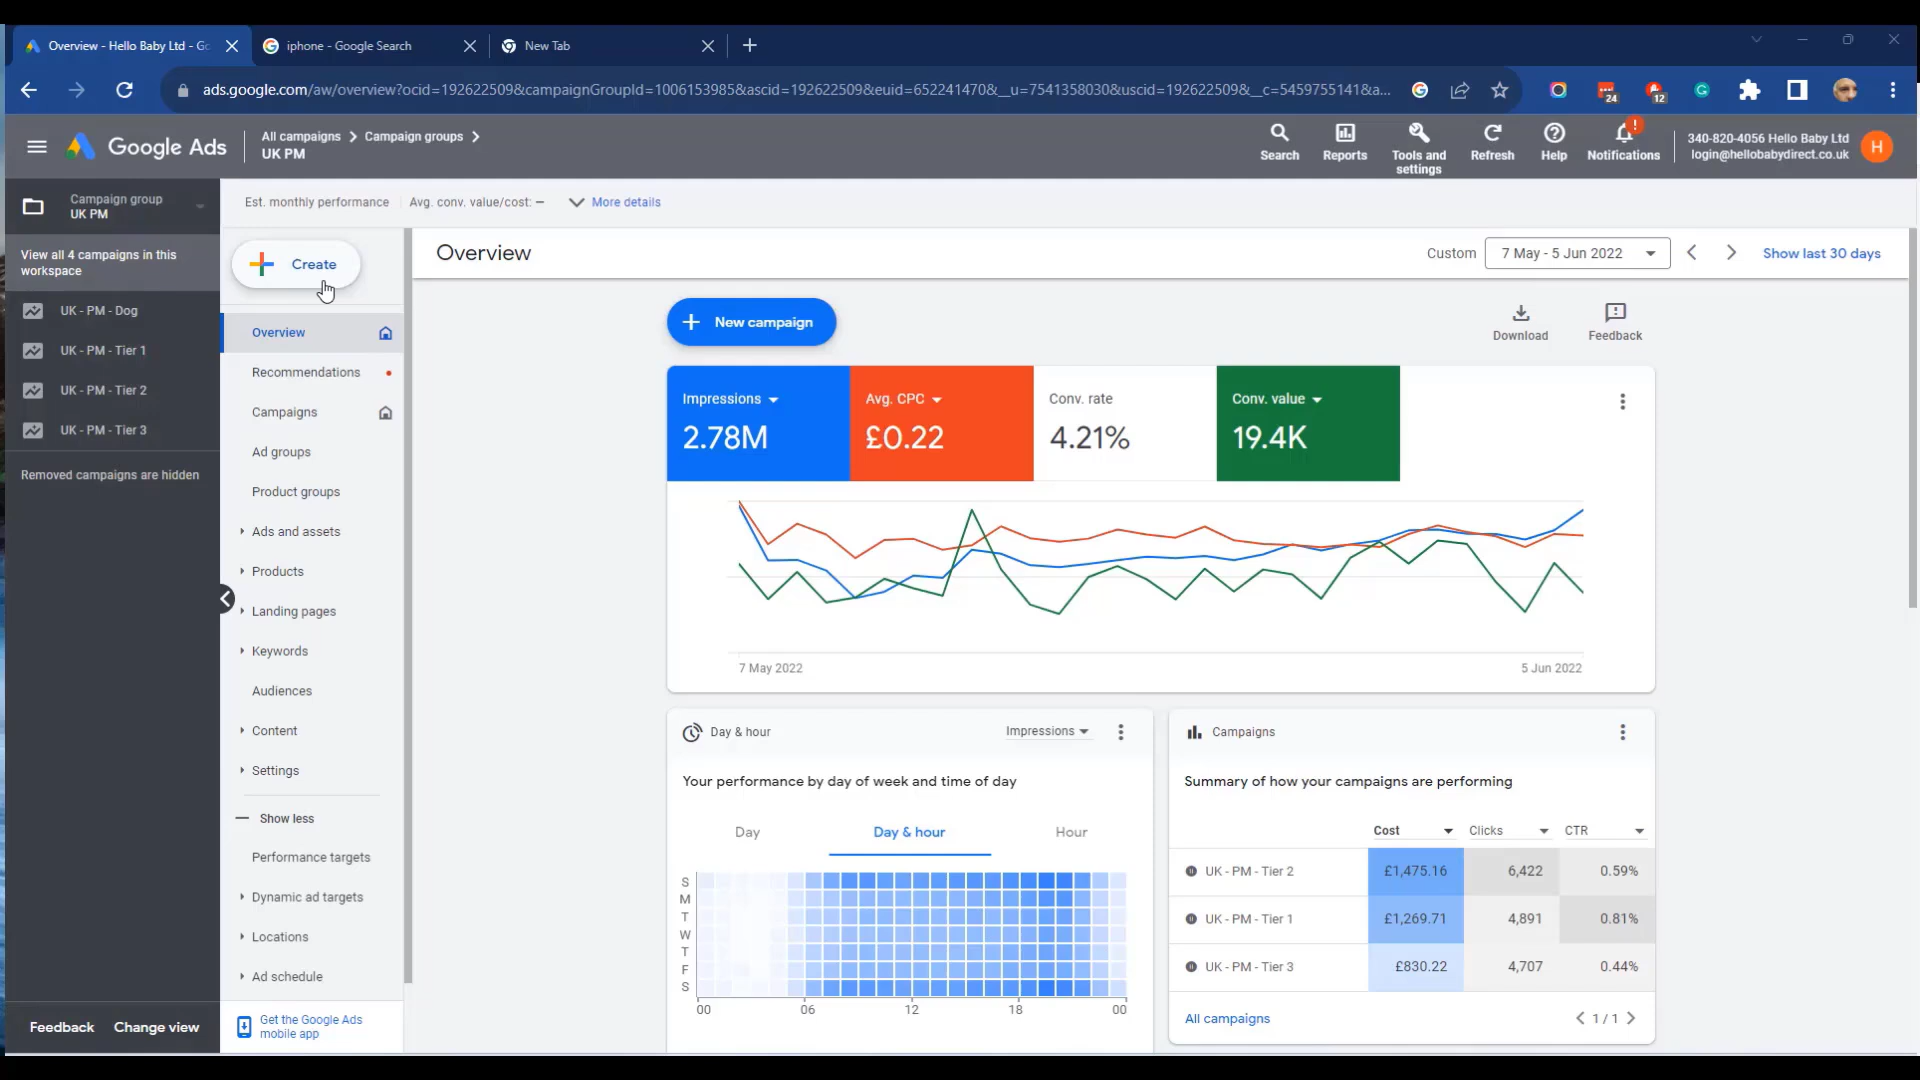 Overview - Hello Baby Ltd - Go
iphone - Google Search
New Tab
ads.google.com/aw/overview?ocid=192622509&campaignGroupId=1006153985&ascid=192622509&euid=652241470&__u=7541358030&uscid=192622509&__c=5459755141&a...
24
12
Google Ads
All campaigns
Campaign groups
UK PM
Search
Reports
Tools and
settings
Refresh
Help
!
Notifications
340-820-4056 Hello Baby Ltd
login@hellobabydirect.co.uk
H
Campaign group
UK PM
View all 4 campaigns in this
workspace
UK - PM - Dog
UK - PM - Tier 1
UK - PM - Tier 2
UK - PM - Tier 3
Removed campaigns are hidden
Feedback
Change view
Est. monthly performance
Avg. conv. value/cost: –
More details
Create
Overview
Recommendations
Campaigns
Ad groups
Product groups
Ads and assets
Products
Landing pages
Keywords
Audiences
Content
Settings
Show less
Performance targets
Dynamic ad targets
Locations
Ad schedule
Get the Google Ads
mobile app
Overview
Custom
7 May - 5 Jun 2022
Show last 30 days
New campaign
Download
Feedback
Impressions
2.78M
Avg. CPC
£0.22
Conv. rate
4.21%
Conv. value
19.4K
7 May 2022
5 Jun 2022
Day & hour
Impressions
Your performance by day of week and time of day
Day
Day & hour
Hour
S
M
T
W
T
F
S
00
06
12
18
00
Campaigns
Summary of how your campaigns are performing
Cost
Clicks
CTR
UK - PM - Tier 2
£1,475.16
6,422
0.59%
UK - PM - Tier 1
£1,269.71
4,891
0.81%
UK - PM - Tier 3
£830.22
4,707
0.44%
All campaigns
1 / 1